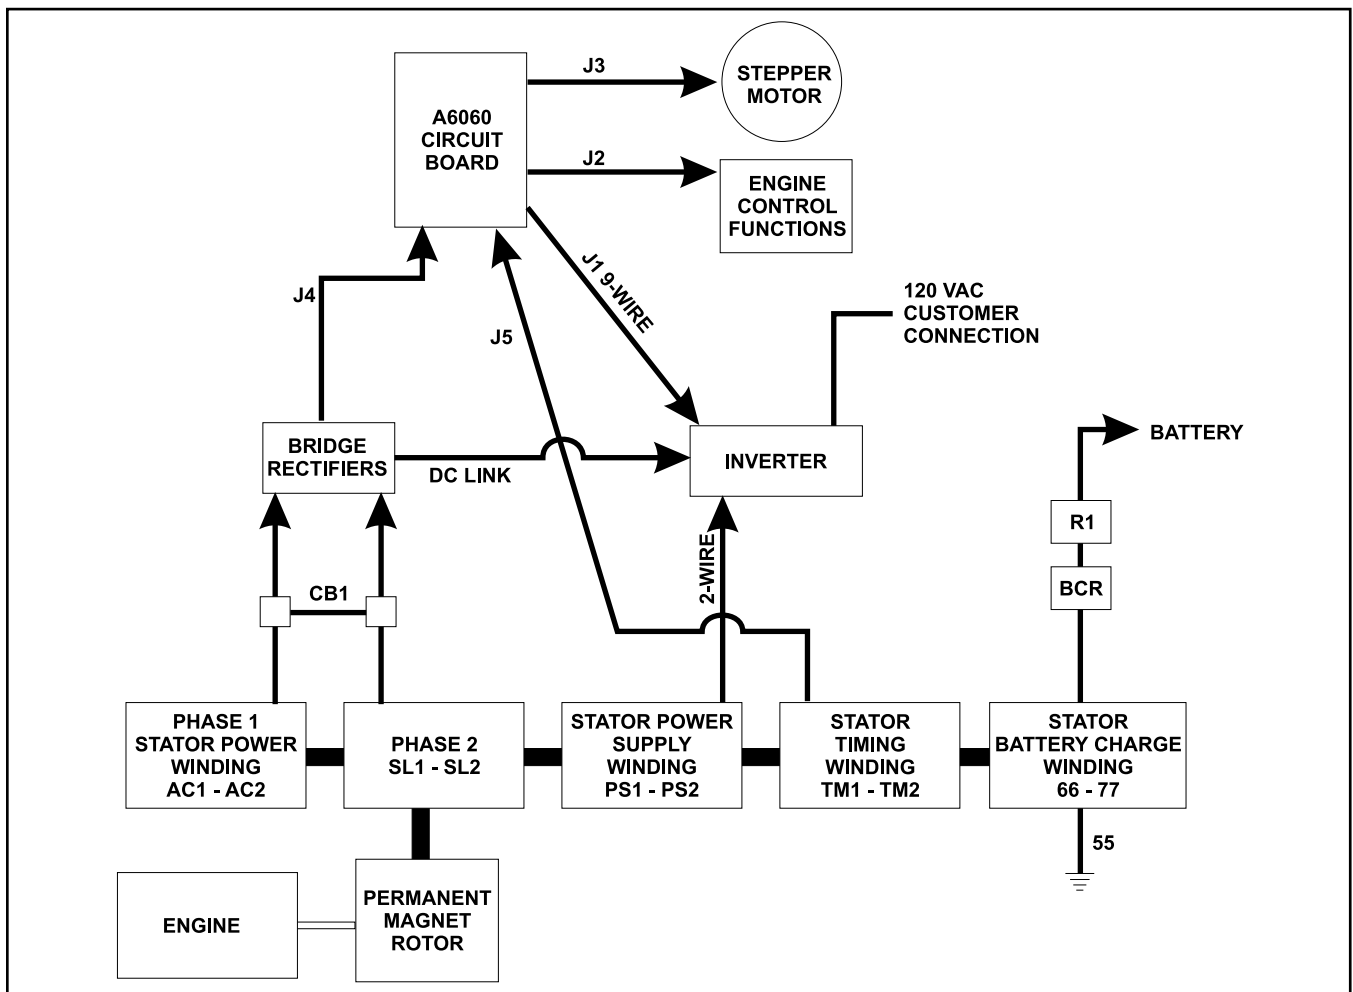 A6060
CIRCUIT
BOARD
J3
STEPPER
MOTOR
J2
ENGINE
CONTROL
FUNCTIONS
J4
J5
J1 9-WIRE
120 VAC
CUSTOMER
CONNECTION
BRIDGE
RECTIFIERS
DC LINK
INVERTER
BATTERY
R1
BCR
CB1
2-WIRE
PHASE 1
STATOR POWER
WINDING
AC1 - AC2
PHASE 2
SL1 - SL2
STATOR POWER
SUPPLY
WINDING
PS1 - PS2
STATOR
TIMING
WINDING
TM1 - TM2
STATOR
BATTERY CHARGE
WINDING
66 - 77
55
ENGINE
PERMANENT
MAGNET
ROTOR